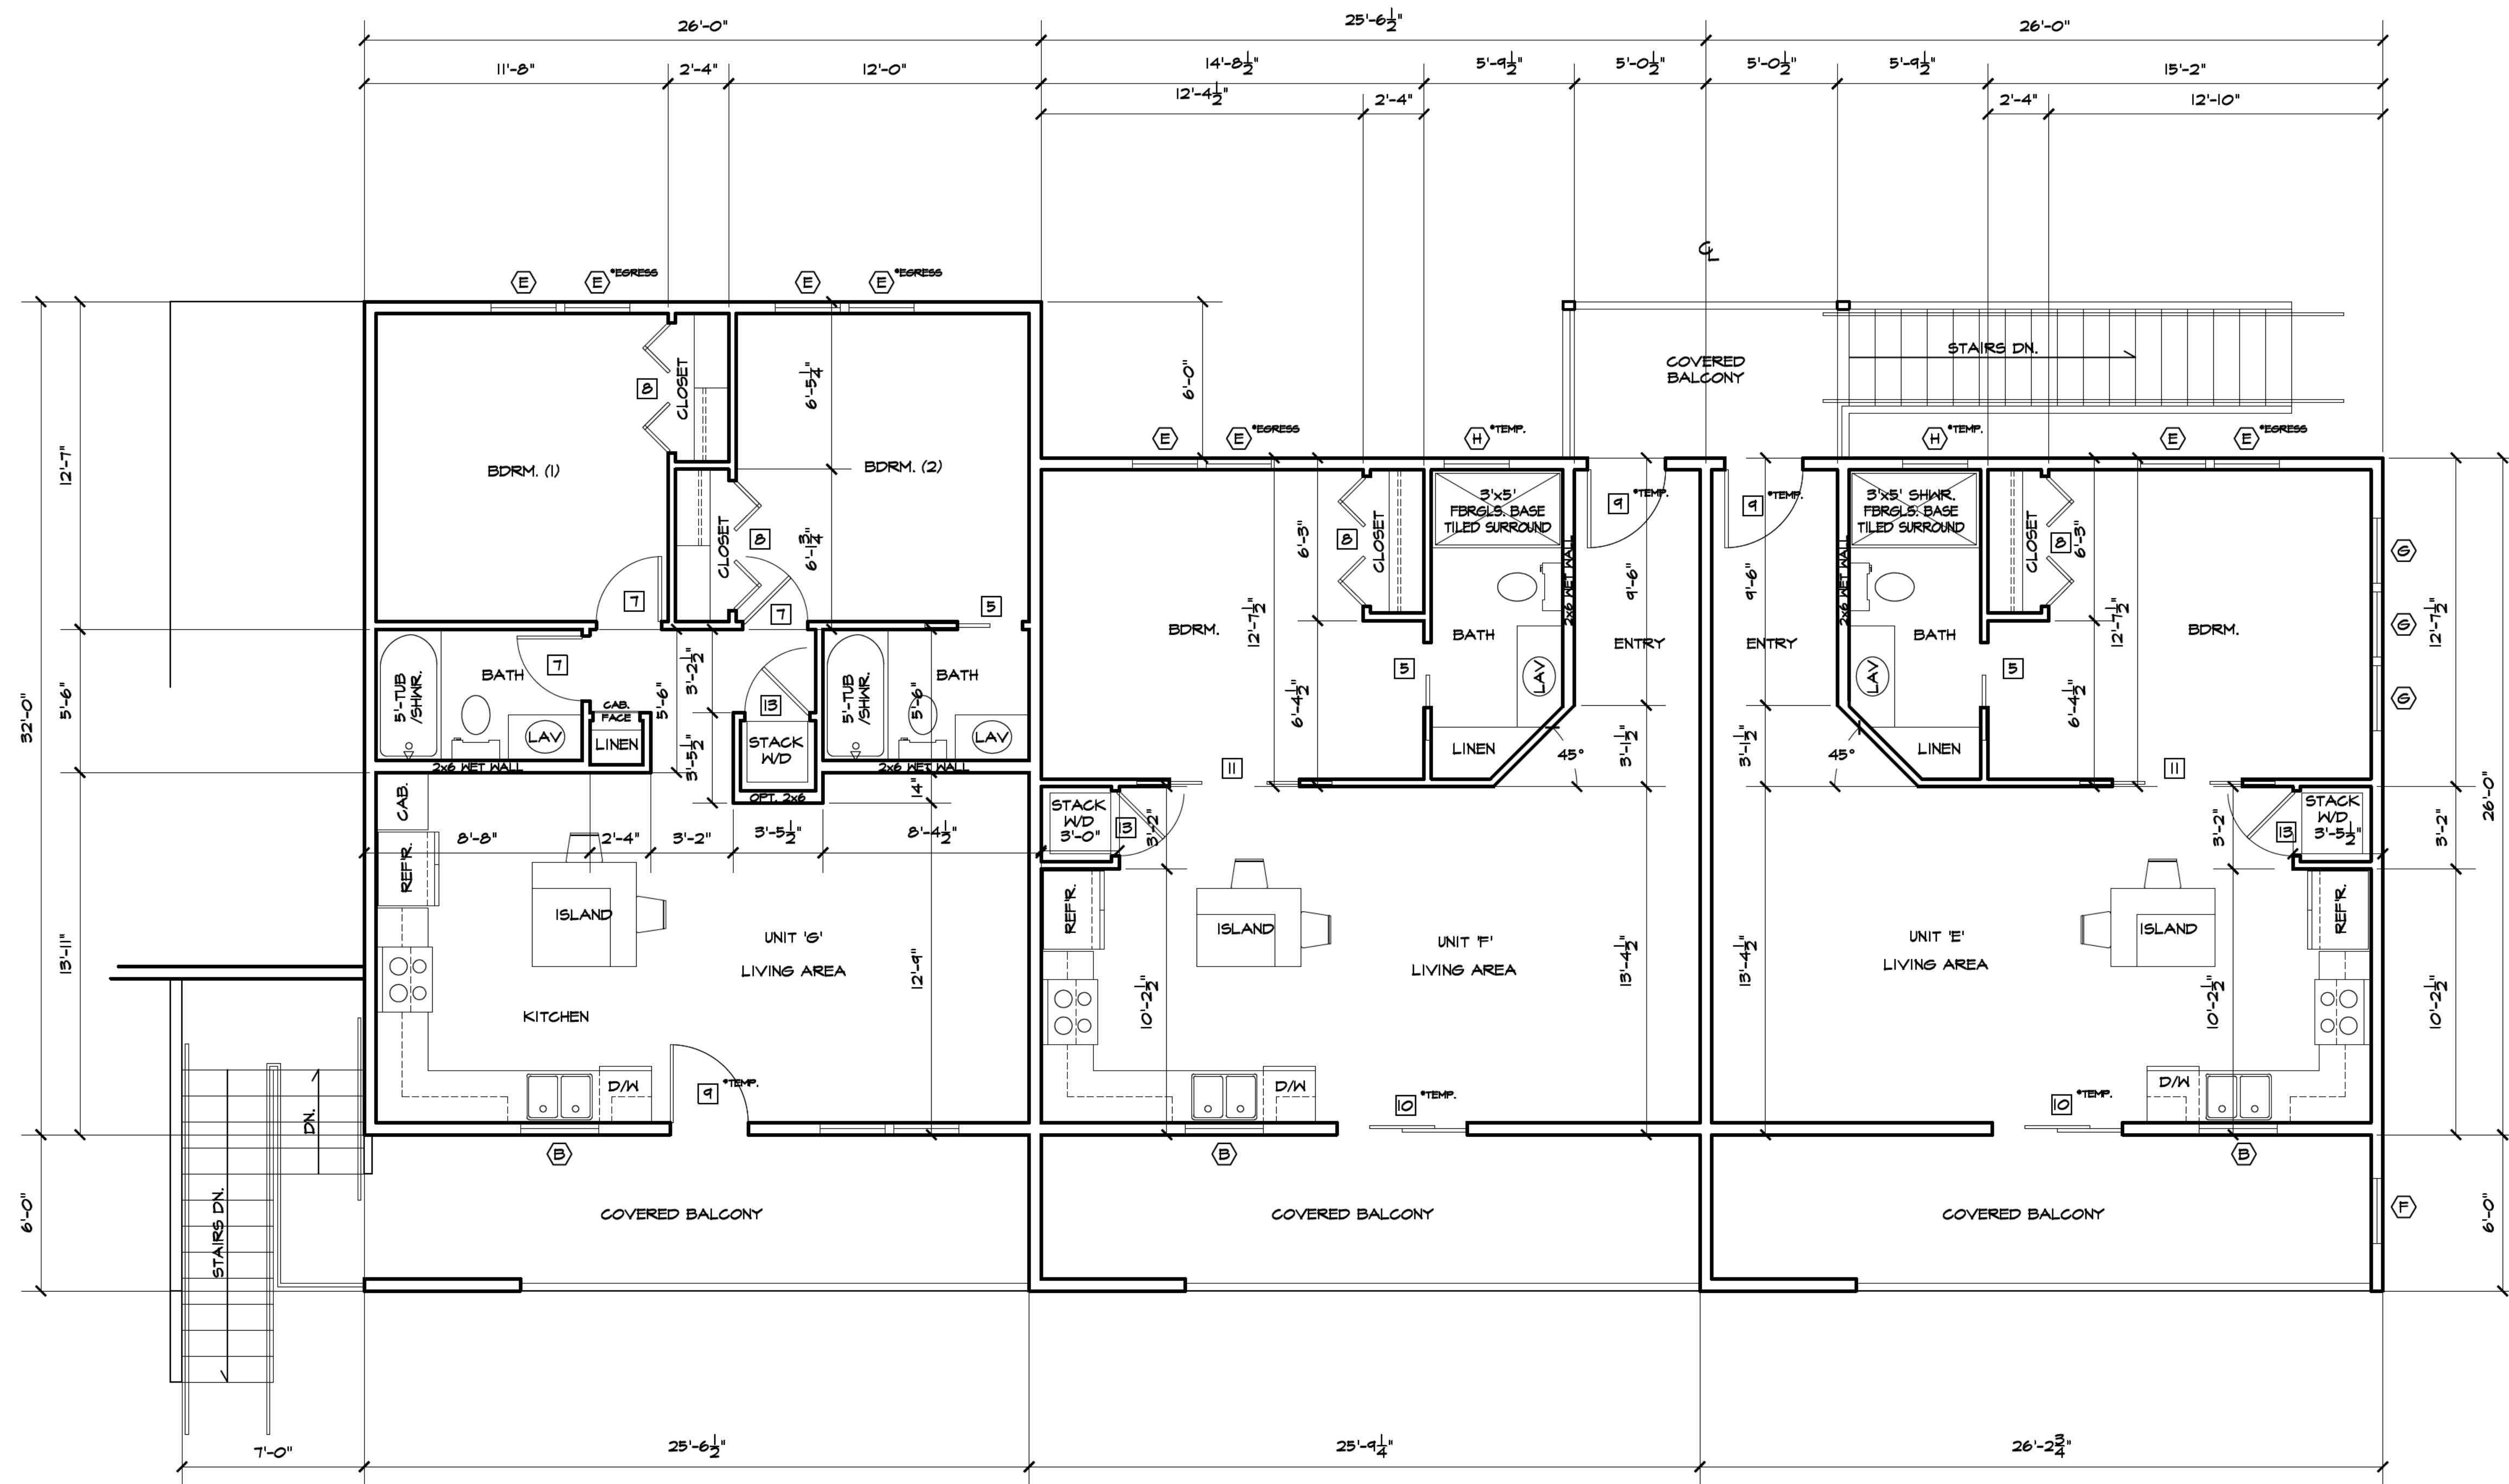 26'-0"
25'-6 1/2"
26'-0"
11'-8"
2'-4"
12'-0"
14'-8 1/2"
5'-9 1/2"
5'-0 1/2"
5'-0 1/2"
5'-9 1/2"
15'-2"
12'-4 1/2"
2'-4"
2'-4"
12'-10"
CL
E
E
*EGRESS
E
E
*EGRESS
6'-0"
COVERED
BALCONY
STAIRS DN.
E
E
*EGRESS
H
*TEMP.
H
*TEMP.
E
E
*EGRESS
12'-7"
BDRM. (1)
8
CLOSET
6'-5 1/4"
BDRM. (2)
CLOSET
8
6'-1 3/4"
7
7
5
BDRM.
12'-7 1/2"
6'-3"
8
CLOSET
3'x5'
FBRGLS. BASE
TILED SURROUND
9
*TEMP.
9
*TEMP.
3'x5' SHWR.
FBRGLS. BASE
TILED SURROUND
2x6 WET WALL
9'-6"
9'-6"
2x6 WET WALL
CLOSET
8
6'-3"
12'-7 1/2"
BDRM.
G
G
G
12'-7 1/2"
32'-0"
5'-6"
5'-TUB
/SHWR.
BATH
7
LAV
CAB.
FACE
LINEN
5'-6"
3'-2 1/2"
3'-5 1/2"
13
STACK
W/D
5'-TUB
/SHWR.
5'-6"
BATH
LAV
2x6 WET WALL
OPT. 2x6
2x6 WET WALL
14"
6'-4 1/2"
5
BATH
LAV
LINEN
45°
ENTRY
3'-1 1/2"
ENTRY
3'-1 1/2"
45°
BATH
LAV
LINEN
5
6'-4 1/2"
11
11
CAB.
8'-8"
2'-4"
3'-2"
3'-5 1/2"
8'-4 1/2"
STACK
W/D
3'-0"
13
3'-2"
3'-2"
13
STACK
W/D
3'-5 1/2"
3'-2"
26'-0"
REF'R.
ISLAND
UNIT 'G'
LIVING AREA
12'-9"
13'-11"
KITCHEN
REF'R.
ISLAND
10'-2 1/2"
UNIT 'F'
LIVING AREA
13'-4 1/2"
13'-4 1/2"
UNIT 'E'
LIVING AREA
ISLAND
REF'R.
10'-2 1/2"
10'-2 1/2"
D/W
9
*TEMP.
D/W
10
*TEMP.
10
*TEMP.
D/W
DN.
B
B
B
6'-0"
STAIRS DN.
COVERED BALCONY
COVERED BALCONY
COVERED BALCONY
F
6'-0"
7'-0"
25'-6 1/2"
25'-9 1/4"
26'-2 3/4"